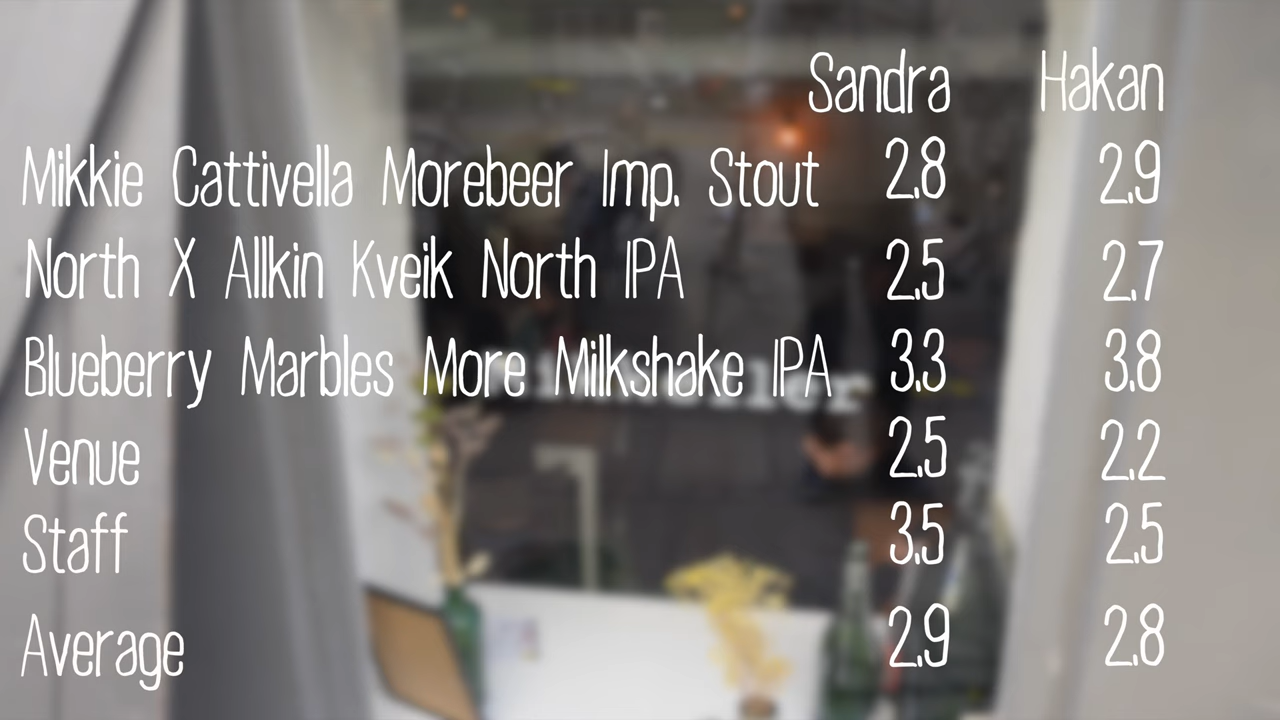 Sandra Hakan
Mikkie Cattivella Morebeer Imp. Stout 2.8 2.9
North X Allkin Kveik North IPA 2.5 2.7
Blueberry Marbles More Milkshake IPA 3.3 3.8
Venue 2.5 2.2
Staff 3.5 2.5
Average 2.9 2.8